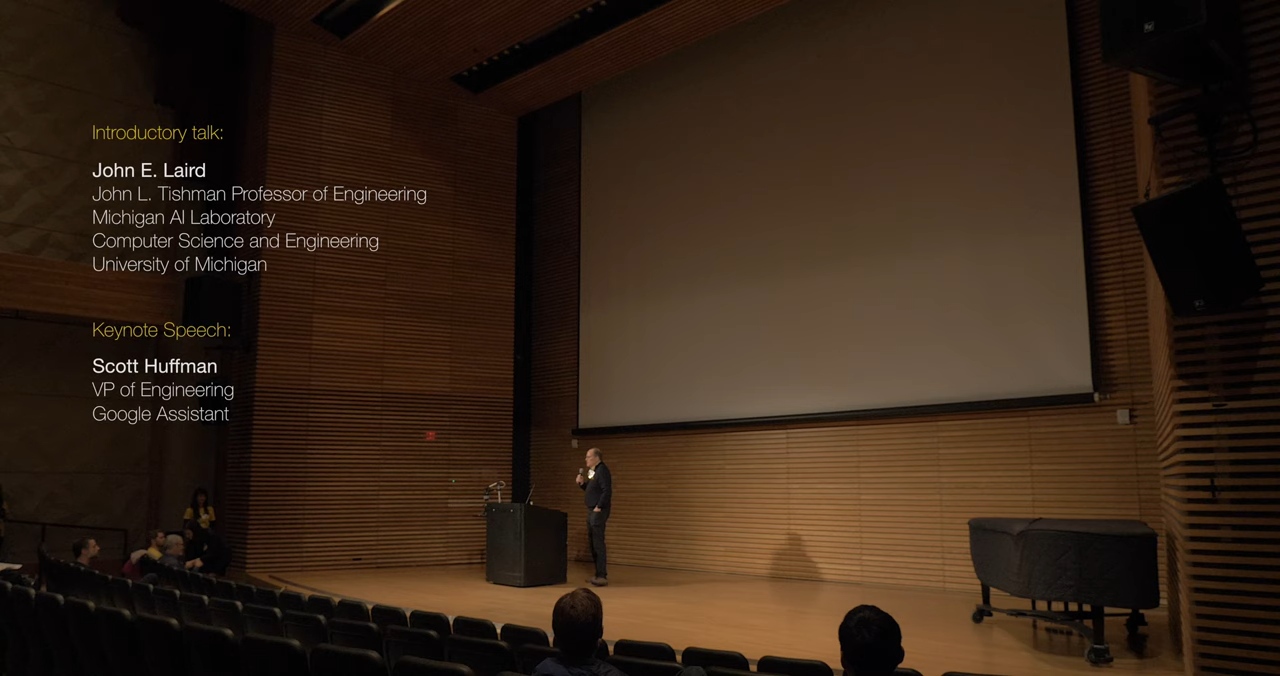 Introductory talk:
John E. Laird
John L. Tishman Professor of Engineering
Michigan AI Laboratory
Computer Science and Engineering
University of Michigan
Keynote Speech:
Scott Huffman
VP of Engineering
Google Assistant